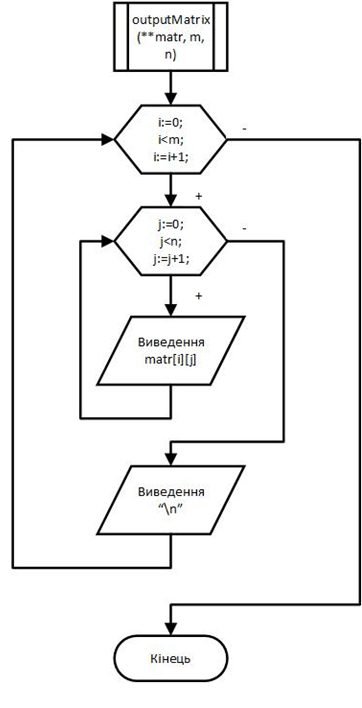 outputMatrix
(**matr, m,
n)
i:=0;
i<m;
i:=i+1;
-
+
j:=0;
j<n;
j:=j+1;
-
+
Виведення
matr[i][j]
Виведення
“\n”
Кінець